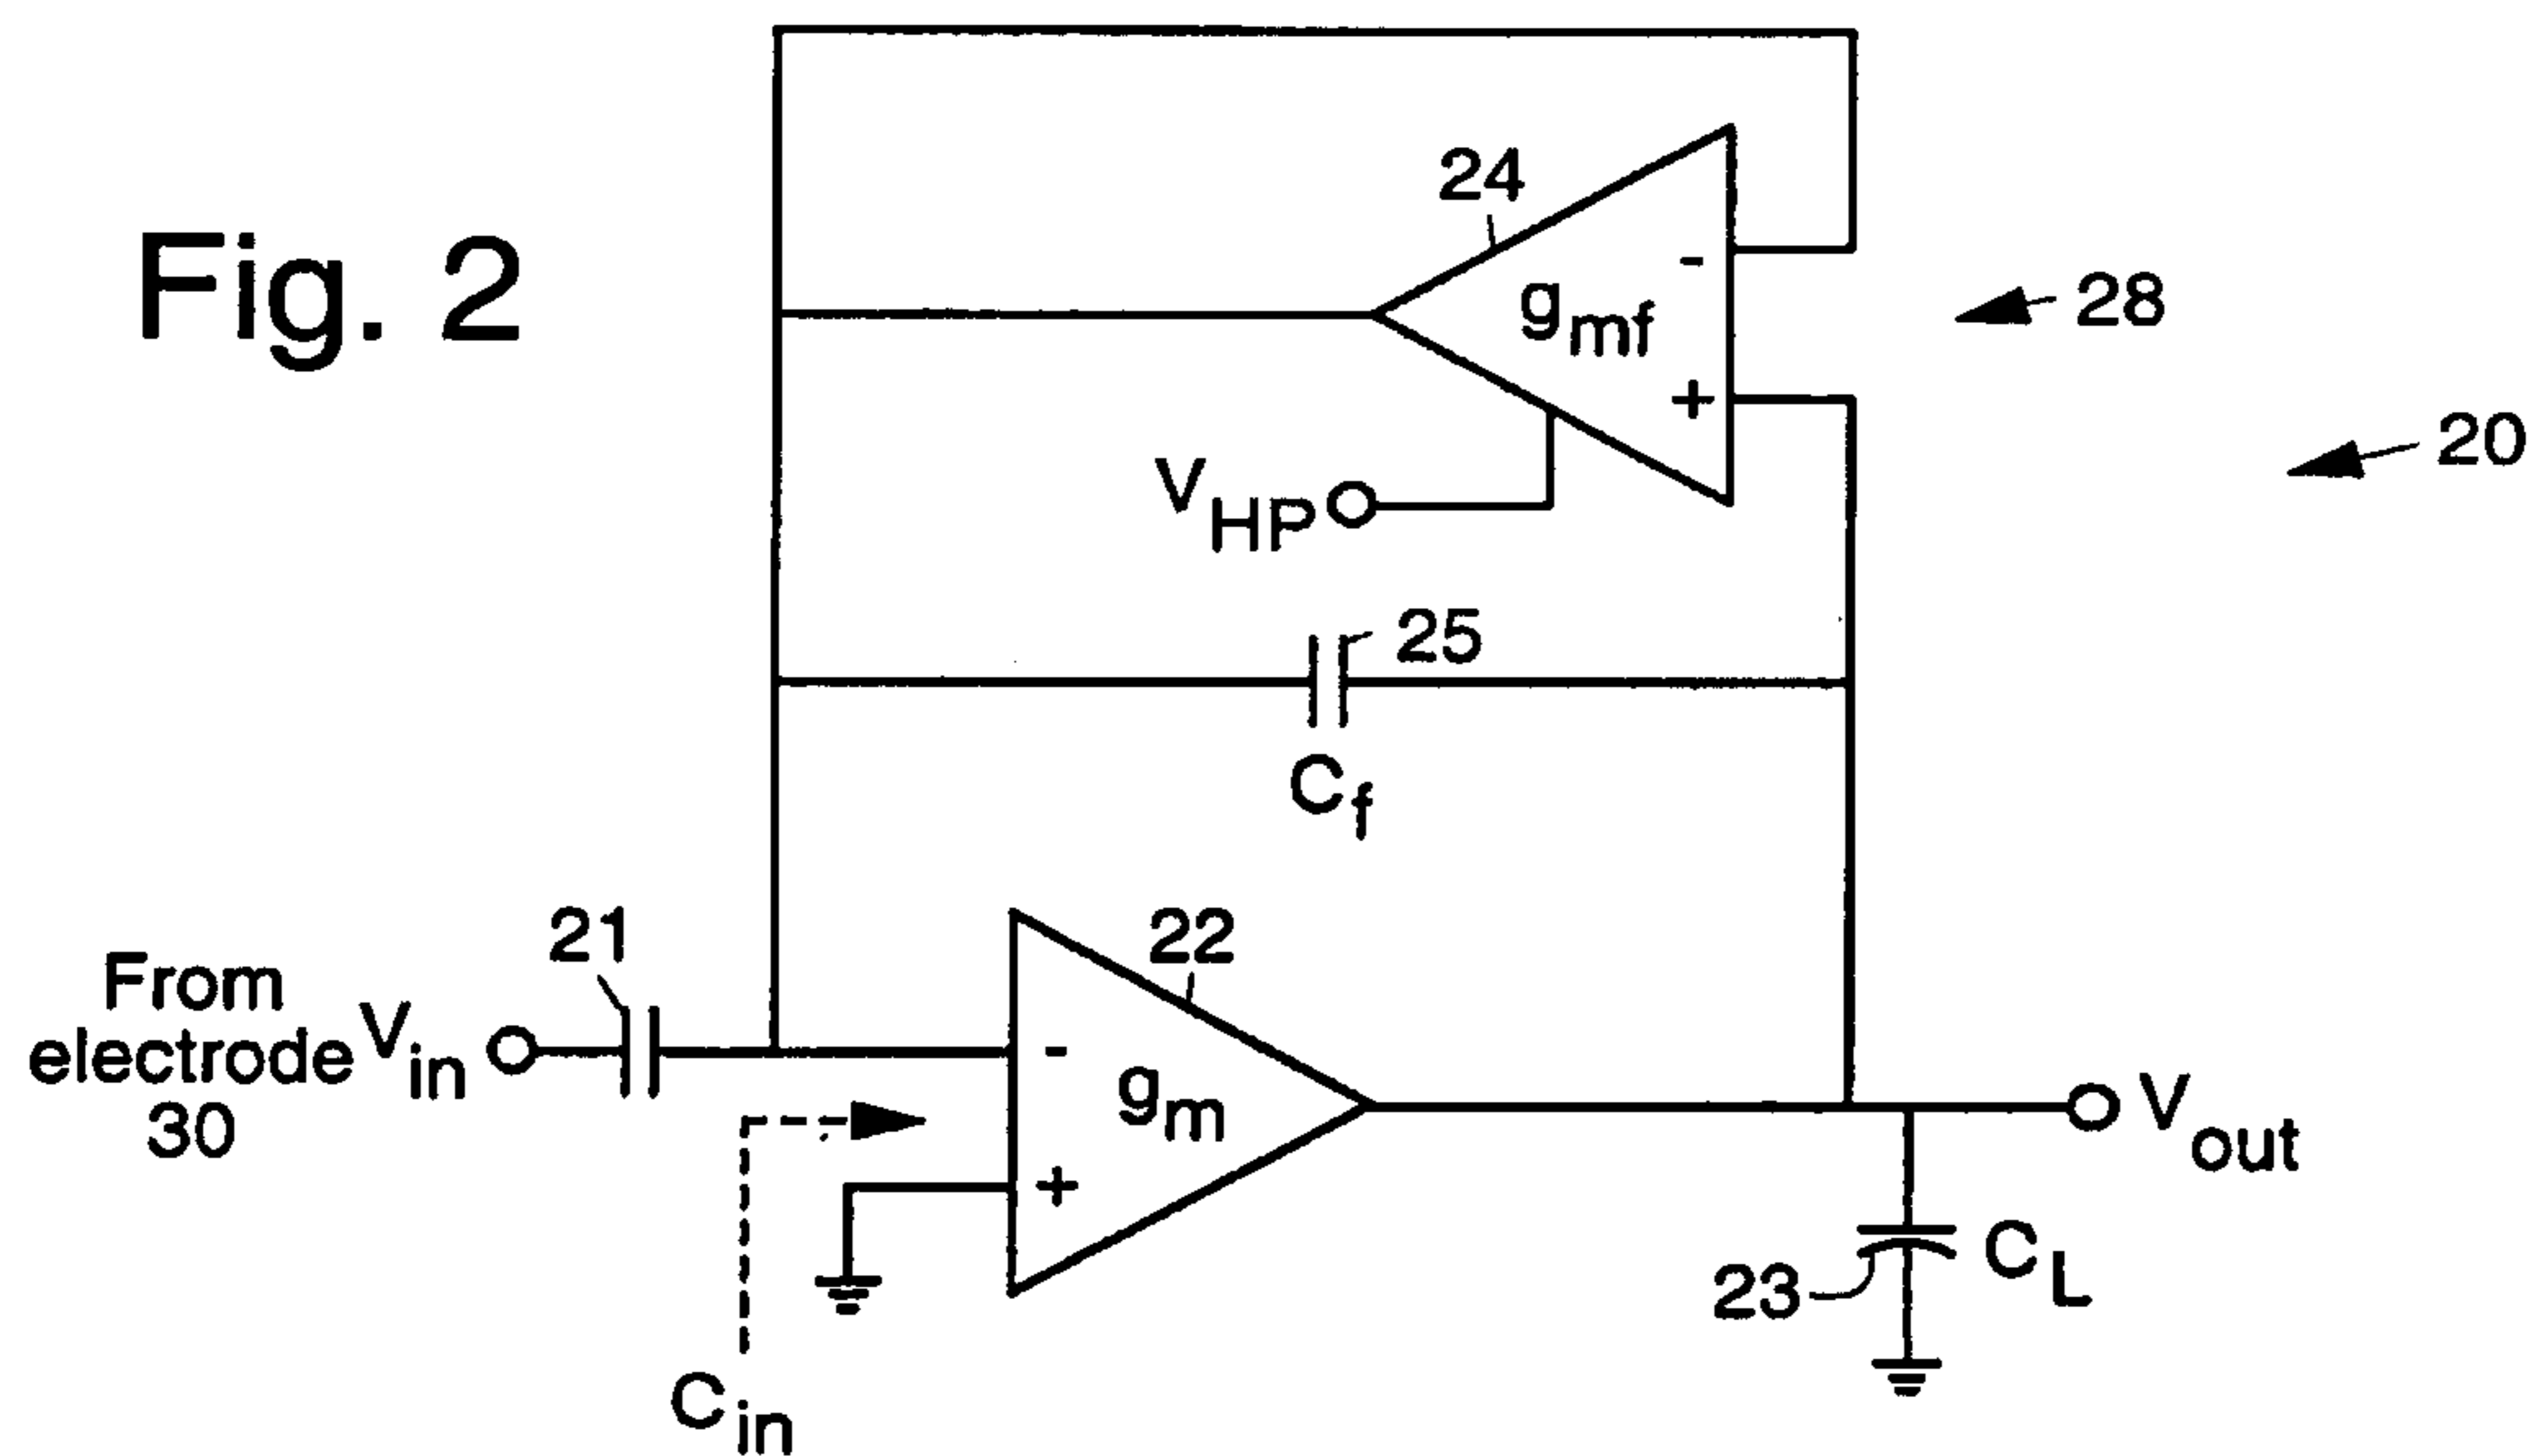 Fig. 2
24
-
g_mf
+
28
20
V_HP
25
C_f
21
22
From
electrode
30
V_in
-
g_m
+
V_out
23
C_L
C_in